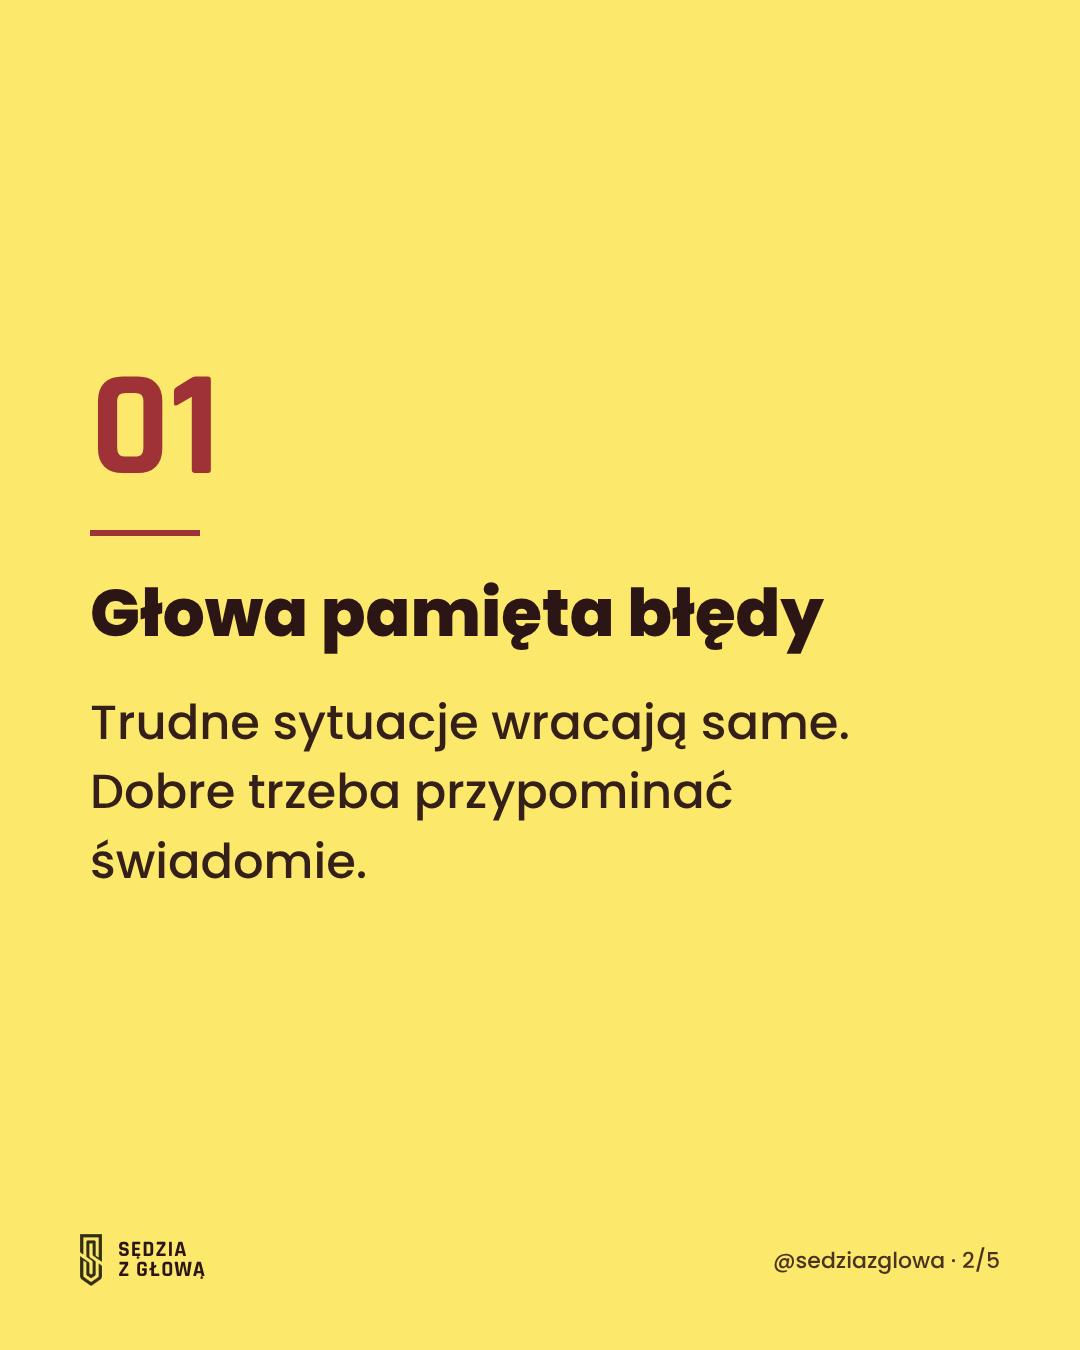 01
Głowa pamięta błędy
Trudne sytuacje wracają same.
Dobre trzeba przypominać
świadomie.
SĘDZIA
Z GŁOWĄ
@sedziazglowa · 2/5